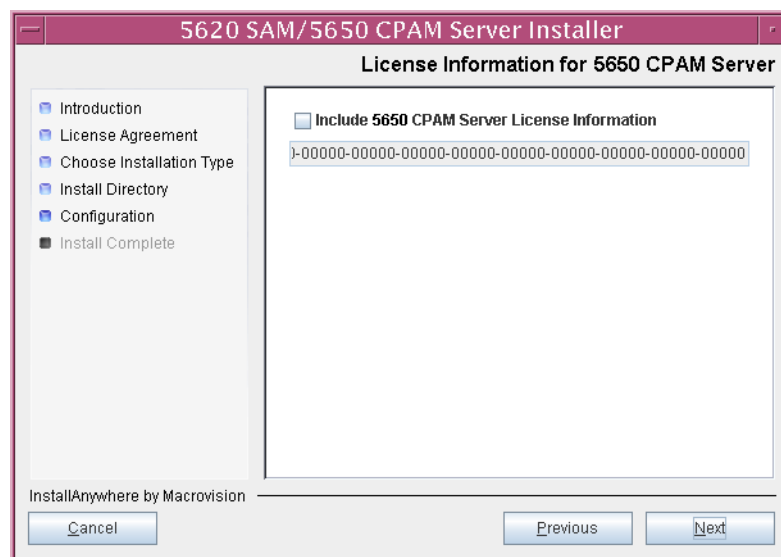 5620 SAM/5650 CPAM Server Installer
License Information for 5650 CPAM Server
Introduction
License Agreement
Choose Installation Type
Install Directory
Configuration
Install Complete
Include 5650 CPAM Server License Information
)-00000-00000-00000-00000-00000-00000-00000-00000-00000
InstallAnywhere by Macrovision
Cancel
Previous
Next